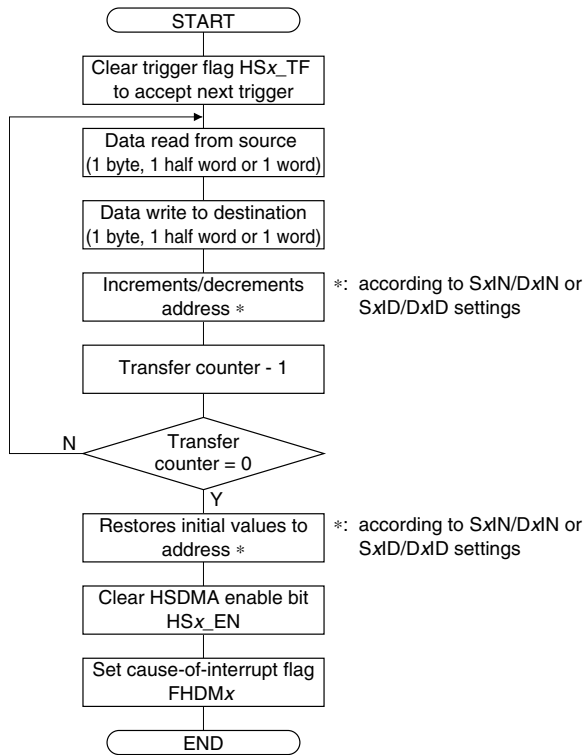 START
Clear trigger flag HSx_TF
to accept next trigger
Data read from source
(1 byte, 1 half word or 1 word)
Data write to destination
(1 byte, 1 half word or 1 word)
Increments/decrements
address *
*: according to SxIN/DxIN or
SxID/DxID settings
Transfer counter - 1
Transfer
counter = 0
N
Y
Restores initial values to
address *
*: according to SxIN/DxIN or
SxID/DxID settings
Clear HSDMA enable bit
HSx_EN
Set cause-of-interrupt flag
FHDMx
END